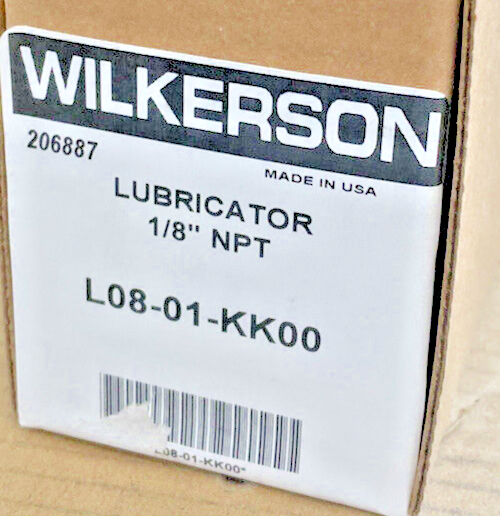 WILKERSON
206887
MADE IN USA
LUBRICATOR
1/8" NPT
L08-01-KK00
L08-01-KK00*